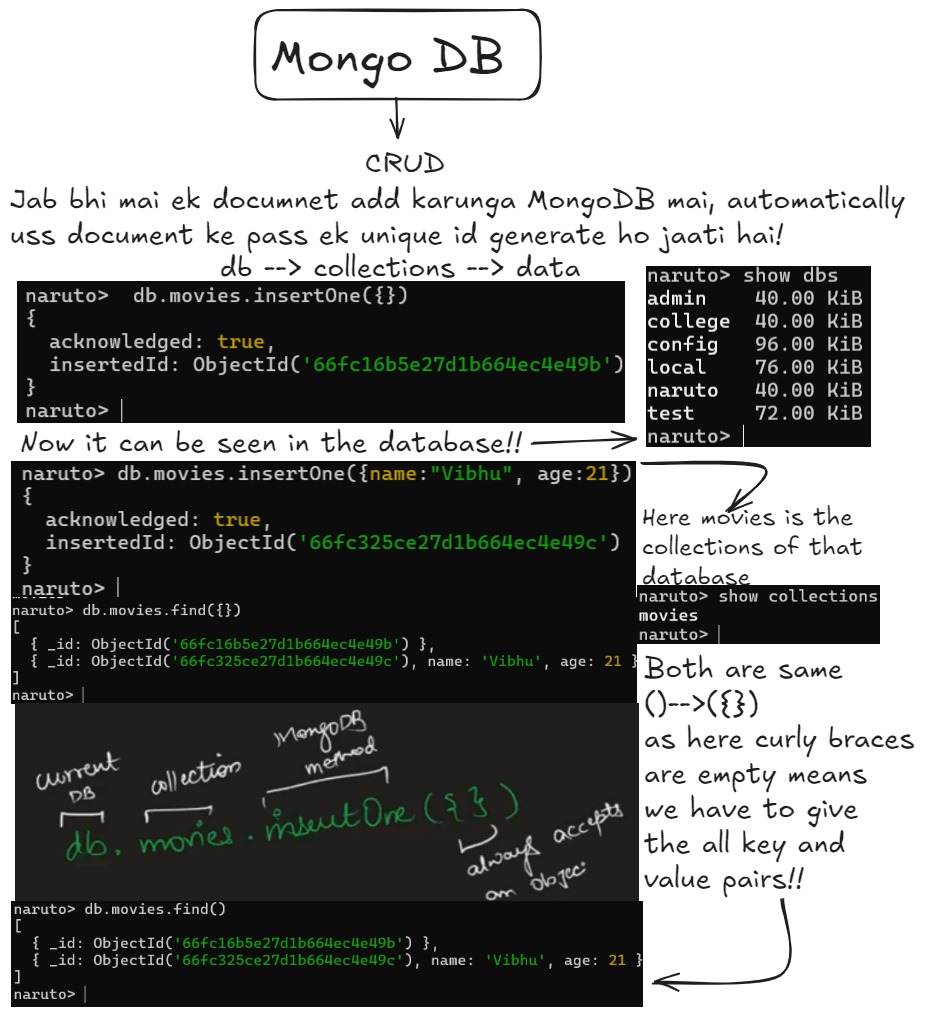 Mongo DB
CRUD
Jab bhi mai ek documnet add karunga MongoDB mai, automatically
uss document ke pass ek unique id generate ho jaati hai!
db --> collections --> data
naruto>  db.movies.insertOne({})
{
  acknowledged: true,
  insertedId: ObjectId('66fc16b5e27d1b664ec4e49b')
}
naruto>
naruto> show dbs
admin    40.00 KiB
college  40.00 KiB
config   96.00 KiB
local    76.00 KiB
naruto   40.00 KiB
test     72.00 KiB
naruto>
Now it can be seen in the database!!
naruto> db.movies.insertOne({name:"Vibhu", age:21})
{
  acknowledged: true,
  insertedId: ObjectId('66fc325ce27d1b664ec4e49c')
}
naruto>
Here movies is the
collections of that
database
naruto> show collections
movies
naruto>
naruto> db.movies.find({})
[
  { _id: ObjectId('66fc16b5e27d1b664ec4e49b') },
  { _id: ObjectId('66fc325ce27d1b664ec4e49c'), name: 'Vibhu', age: 21 }
]
naruto>
Both are same
()-->({})
as here curly braces
are empty means
we have to give
the all key and
value pairs!!
current
DB
collection
MongoDB
method
db. movies . insertOne ( { } )
always accepts
an Objec
naruto> db.movies.find()
[
  { _id: ObjectId('66fc16b5e27d1b664ec4e49b') },
  { _id: ObjectId('66fc325ce27d1b664ec4e49c'), name: 'Vibhu', age: 21 }
]
naruto>